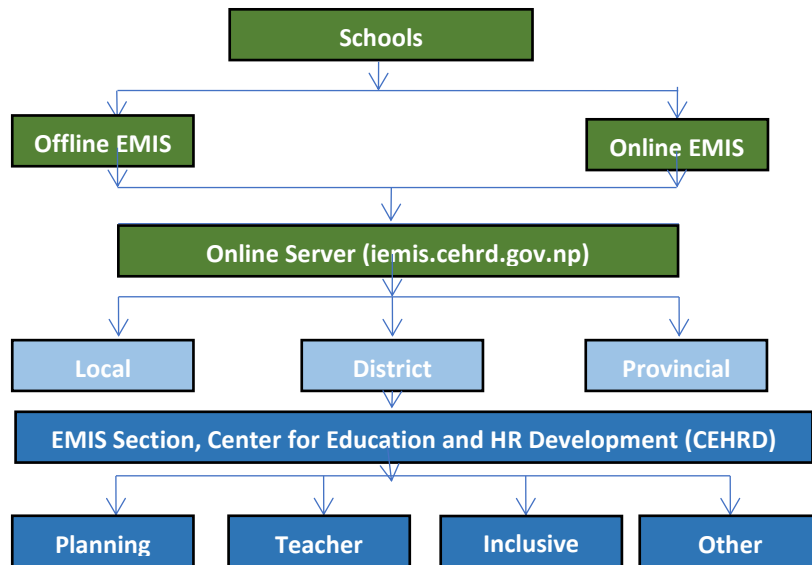 Schools
Offline EMIS
Online EMIS
Online Server (iemis.cehrd.gov.np)
Local
District
Provincial
EMIS Section, Center for Education and HR Development (CEHRD)
Planning
Teacher
Inclusive
Other